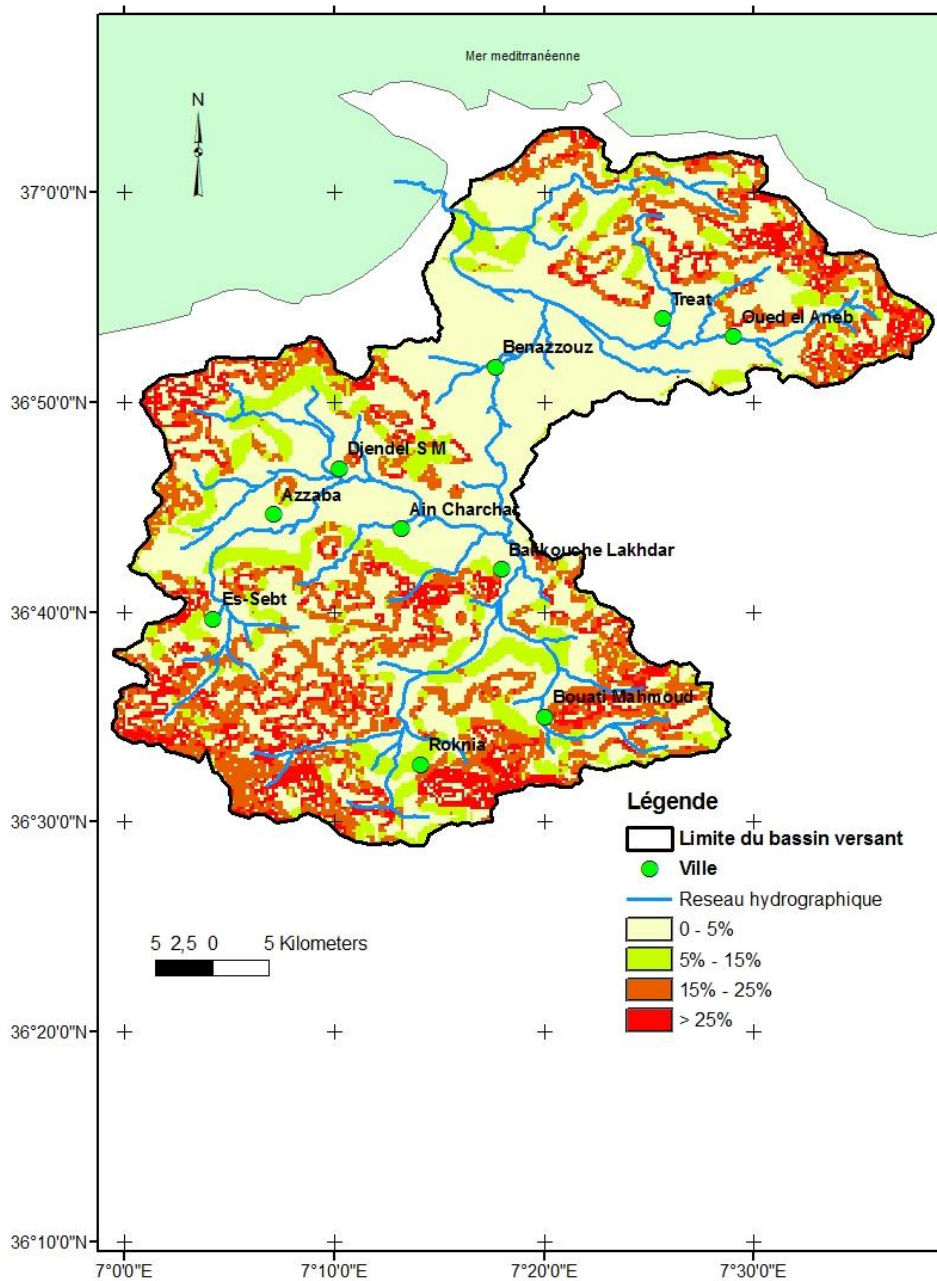 Mer meditrranéenne
N
37°0'0"N
Treat
Oued el Aneb
Benazzouz
36°50'0"N
Djendel S M
Azzaba
Ain Charchar
Bakkouche Lakhdar
36°40'0"N
Es-Sebt
Bouati Mahmoud
Roknia
36°30'0"N
Légende
Limite du bassin versant
Ville
Reseau hydrographique
0 - 5%
5% - 15%
15% - 25%
> 25%
5 2,5 0 5 Kilometers
36°20'0"N
36°10'0"N
7°0'0"E 7°10'0"E 7°20'0"E 7°30'0"E